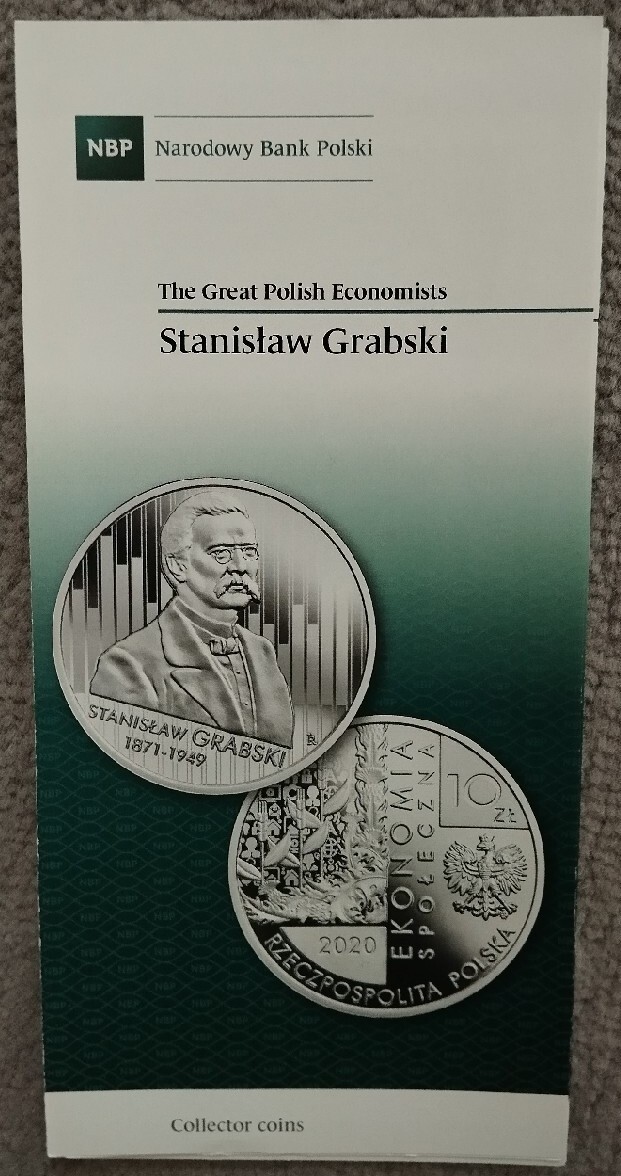 NBP
Narodowy Bank Polski
The Great Polish Economists
Stanisław Grabski
STANISŁAW GRABSKI
1871-1949
10
ZŁ
EKONOMIA
SPOŁECZNA
2020
RZECZPOSPOLITA POLSKA
Collector coins